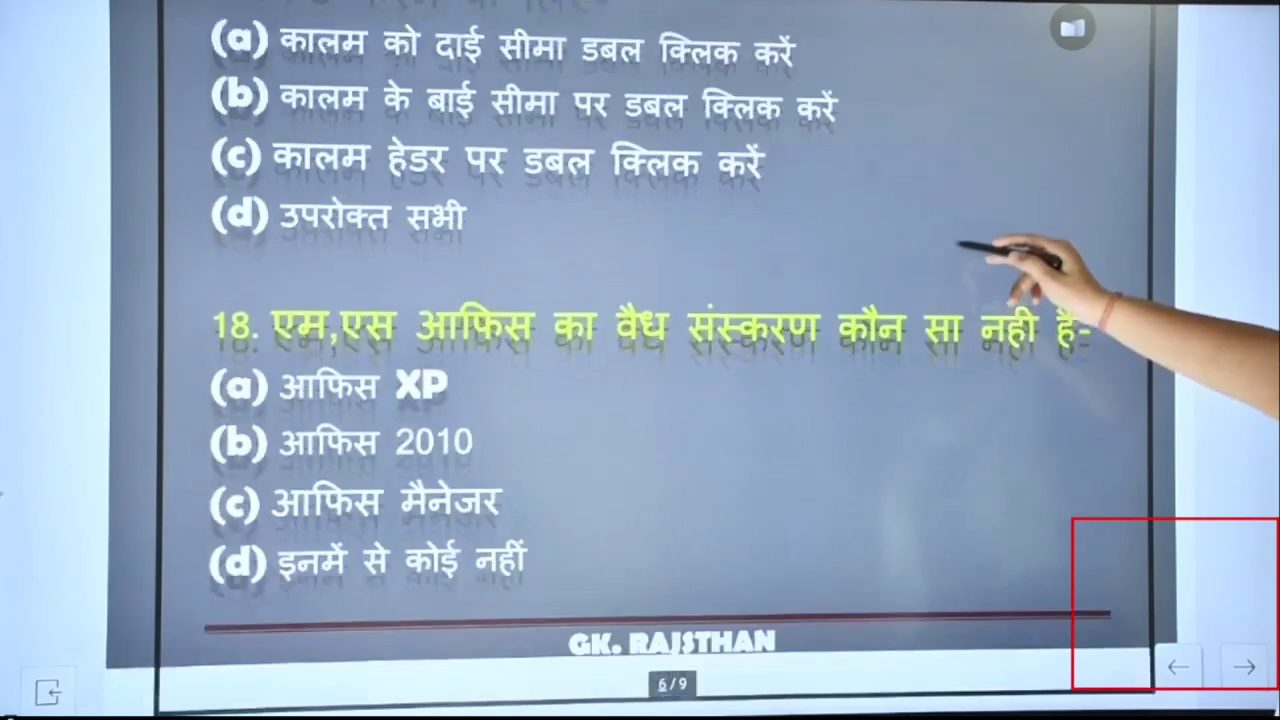 (a) कालम को दाई सीमा डबल क्लिक करें
(b) कालम के बाई सीमा पर डबल क्लिक करें
(c) कालम हेडर पर डबल क्लिक करें
(d) उपरोक्त सभी
18. एम,एस आफिस का वैध संस्करण कौन सा नही है-
(a) आफिस XP
(b) आफिस 2010
(c) आफिस मैनेजर
(d) इनमें से कोई नहीं
GK. RAJSTHAN
6/9